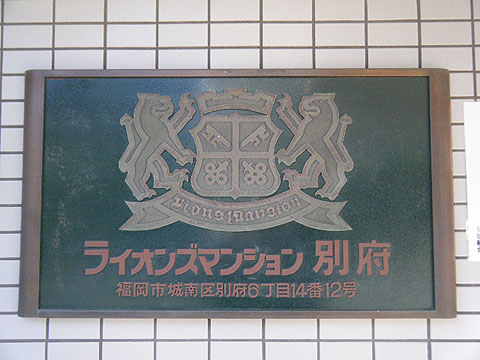 Lions Mansion
ライオンズマンション 別府
福岡市城南区別府6丁目14番12号